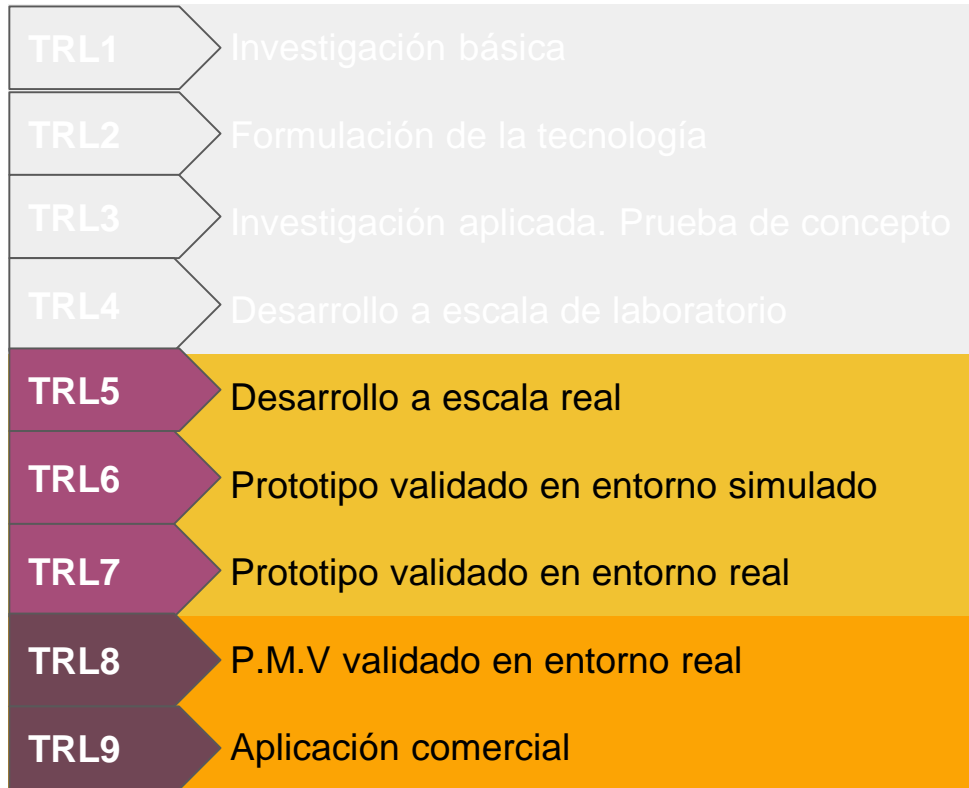 TRL1 Investigación básica
TRL2 Formulación de la tecnología
TRL3 Investigación aplicada. Prueba de concepto
TRL4 Desarrollo a escala de laboratorio
TRL5 Desarrollo a escala real
TRL6 Prototipo validado en entorno simulado
TRL7 Prototipo validado en entorno real
TRL8 P.M.V validado en entorno real
TRL9 Aplicación comercial